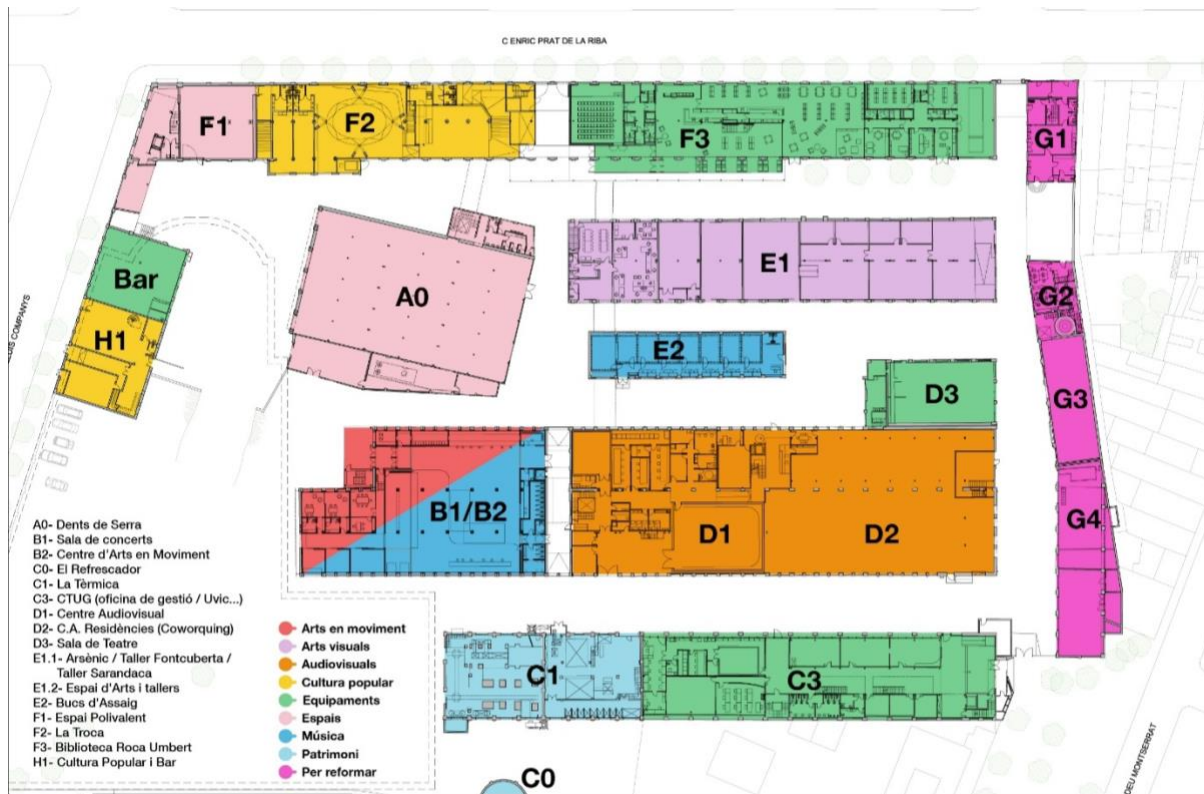 C ENRIC PRAT DE LA RIBA
F1
F2
F3
G1
Bar
A0
E1
G2
H1
E2
D3
G3
B1/B2
D1
D2
G4
C1
C3
C0
COMPANYS
DEU MONTSERRAT
A0- Dents de Serra
B1- Sala de concerts
B2- Centre d'Arts en Moviment
C0- El Refrescador
C1- La Tèrmica
C3- CTUG (oficina de gestió / Uvic...)
D1- Centre Audiovisual
D2- C.A. Residències (Coworquing)
D3- Sala de Teatre
E1.1- Arsènic / Taller Fontcuberta /
Taller Sarandaca
E1.2- Espai d'Arts i tallers
E2- Bucs d'Assaig
F1- Espai Polivalent
F2- La Troca
F3- Biblioteca Roca Umbert
H1- Cultura Popular i Bar
Arts en moviment
Arts visuals
Audiovisuals
Cultura popular
Equipaments
Espais
Música
Patrimoni
Per reformar